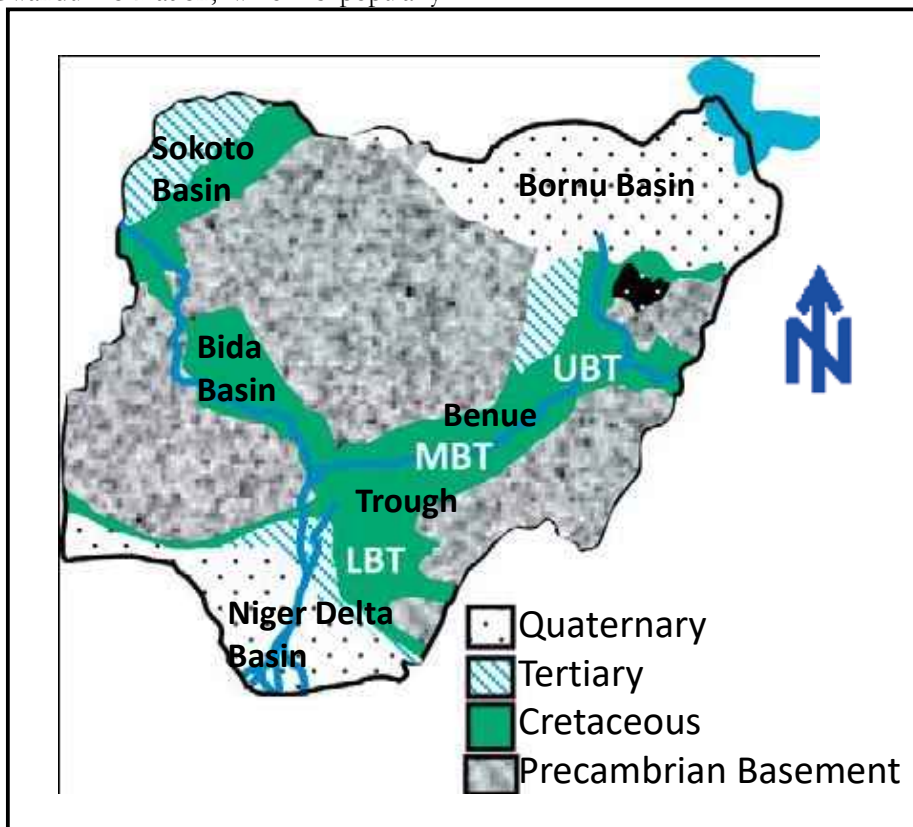 Sokoto
Basin
Bornu Basin
Bida
Basin
UBT
Benue
MBT
Trough
LBT
Niger Delta
Basin
N
Quaternary
Tertiary
Cretaceous
Precambrian Basement